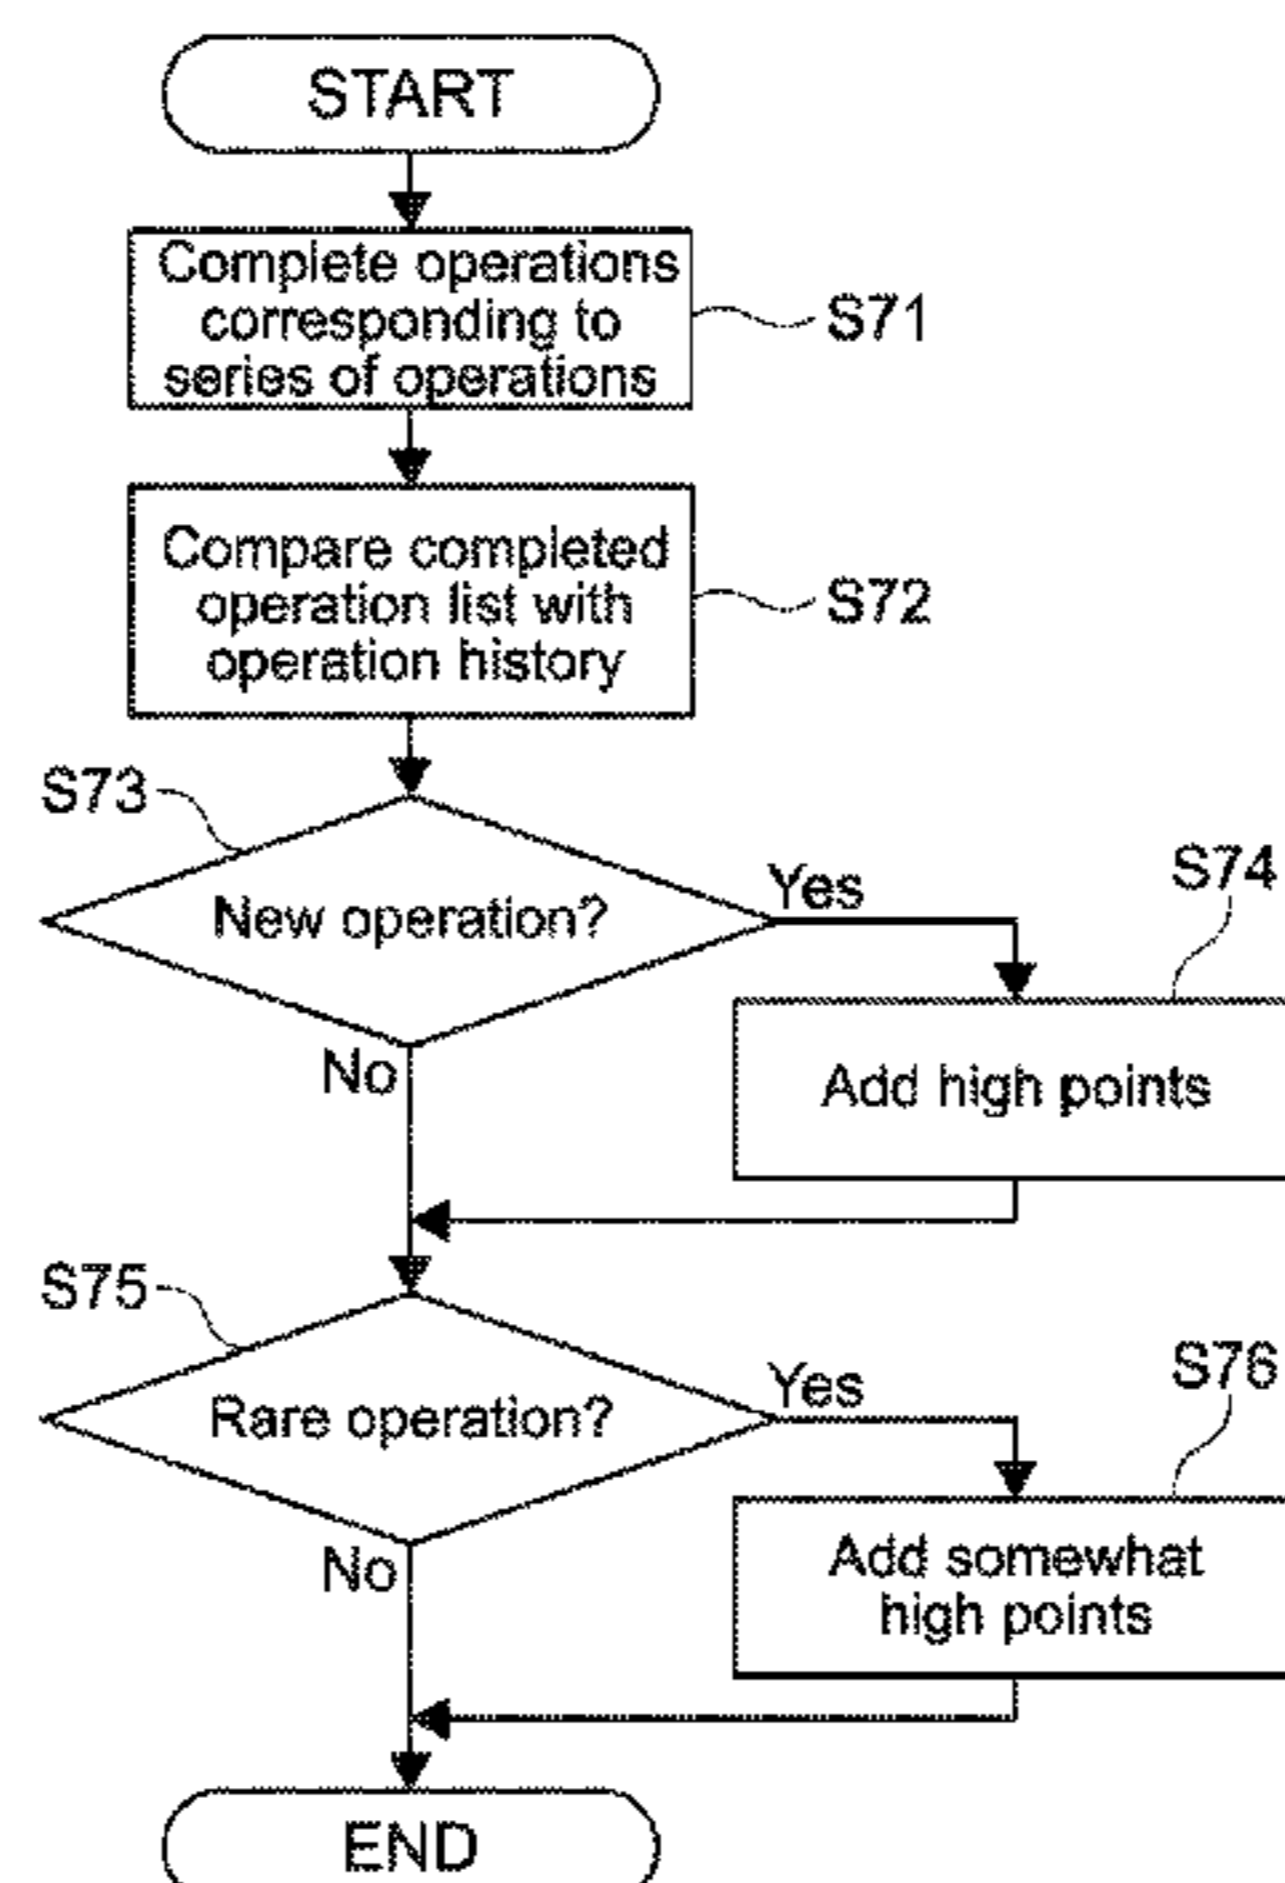 START
Complete operations
corresponding to
series of operations
S71
Compare completed
operation list with
operation history
S72
S73
New operation?
Yes
No
S74
Add high points
S75
Rare operation?
Yes
No
S76
Add somewhat
high points
END